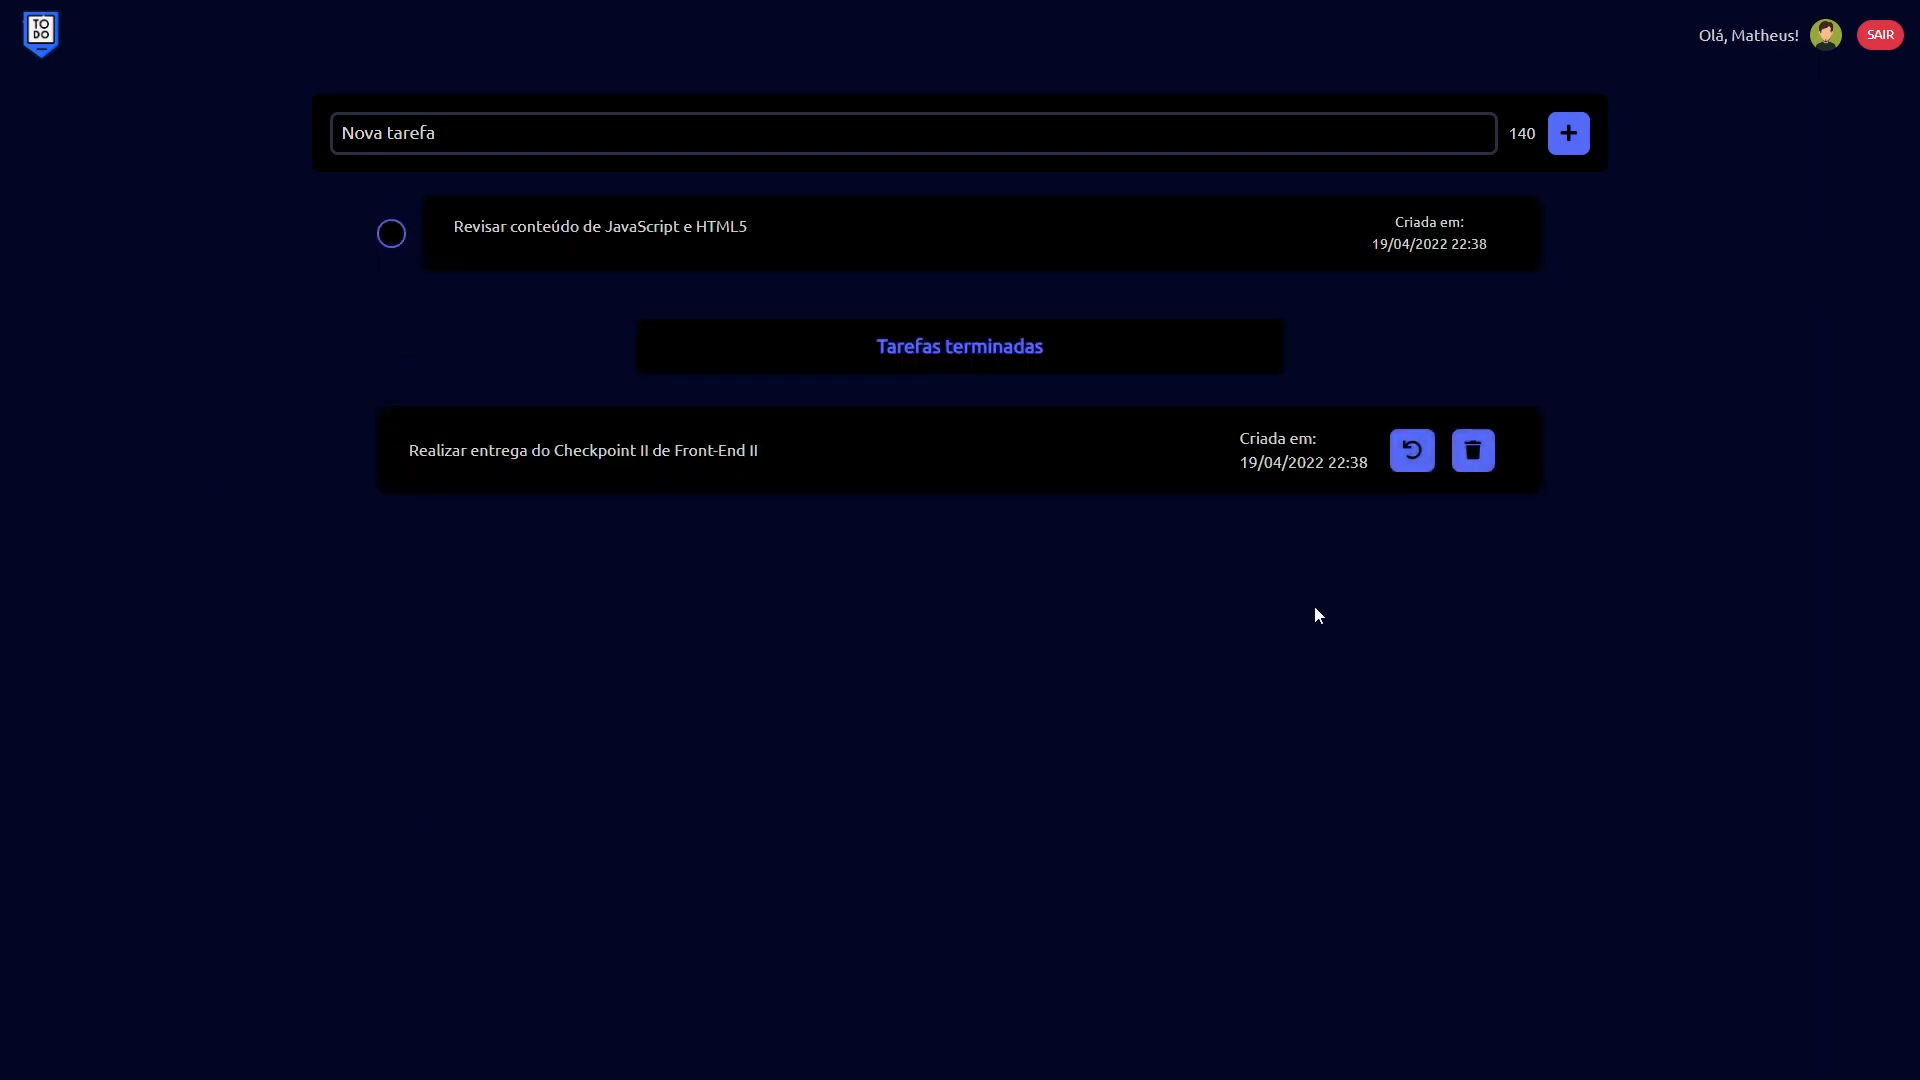 TO
DO
Olá, Matheus!
SAIR
Nova tarefa
140
Revisar conteúdo de JavaScript e HTML5
Criada em:
19/04/2022 22:38
Tarefas terminadas
Realizar entrega do Checkpoint II de Front-End II
Criada em:
19/04/2022 22:38